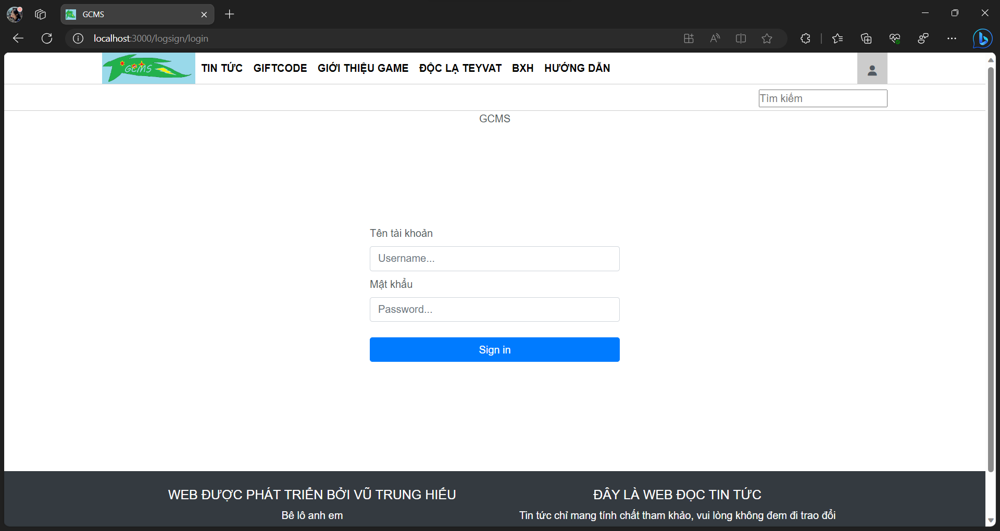 GCMS
localhost:3000/logsign/login
GCMS
TIN TỨC GIFTCODE GIỚI THIỆU GAME ĐỘC LẠ TEYVAT BXH HƯỚNG DẪN
Tìm kiếm
GCMS
Tên tài khoản
Username...
Mật khẩu
Password...
Sign in
WEB ĐƯỢC PHÁT TRIỂN BỞI VŨ TRUNG HIẾU
Bê lô anh em
ĐÂY LÀ WEB ĐỌC TIN TỨC
Tin tức chỉ mang tính chất tham khảo, vui lòng không đem đi trao đổi